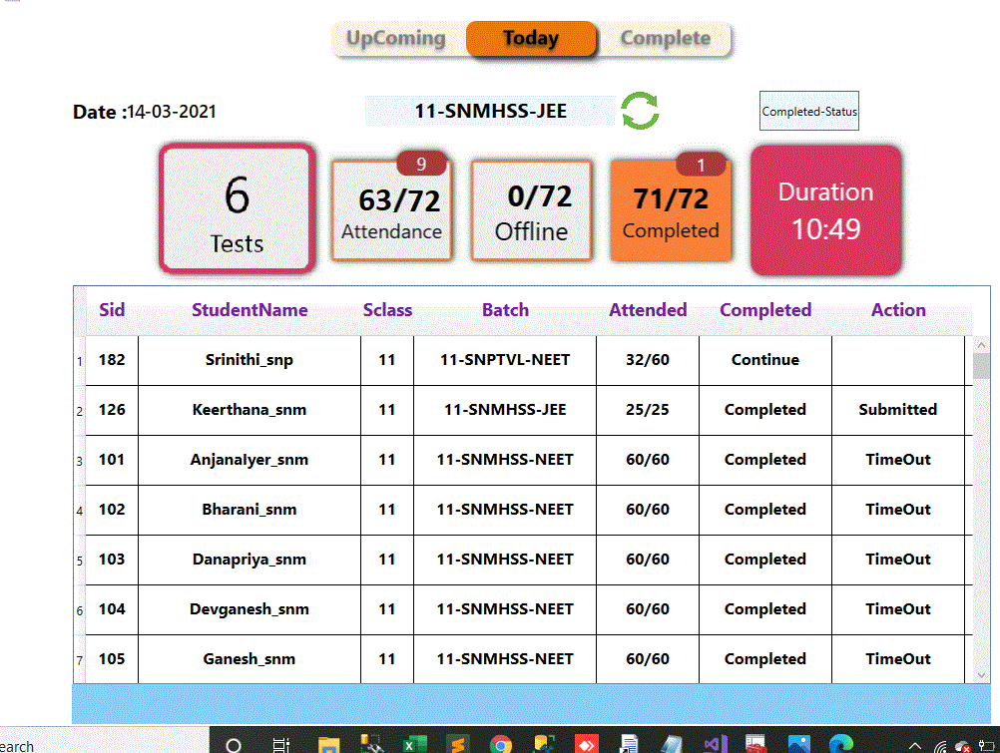 UpComing Today Complete
Date :14-03-2021 11-SNMHSS-JEE Completed-Status
9 1
6 63/72 0/72 71/72 Duration
Tests Attendance Offline Completed 10:49
Sid StudentName Sclass Batch Attended Completed Action
1 182 Srinithi_snp 11 11-SNPTVL-NEET 32/60 Continue
2 126 Keerthana_snm 11 11-SNMHSS-JEE 25/25 Completed Submitted
3 101 AnjanaIyer_snm 11 11-SNMHSS-NEET 60/60 Completed TimeOut
4 102 Bharani_snm 11 11-SNMHSS-NEET 60/60 Completed TimeOut
5 103 Danapriya_snm 11 11-SNMHSS-NEET 60/60 Completed TimeOut
6 104 Devganesh_snm 11 11-SNMHSS-NEET 60/60 Completed TimeOut
7 105 Ganesh_snm 11 11-SNMHSS-NEET 60/60 Completed TimeOut
earch